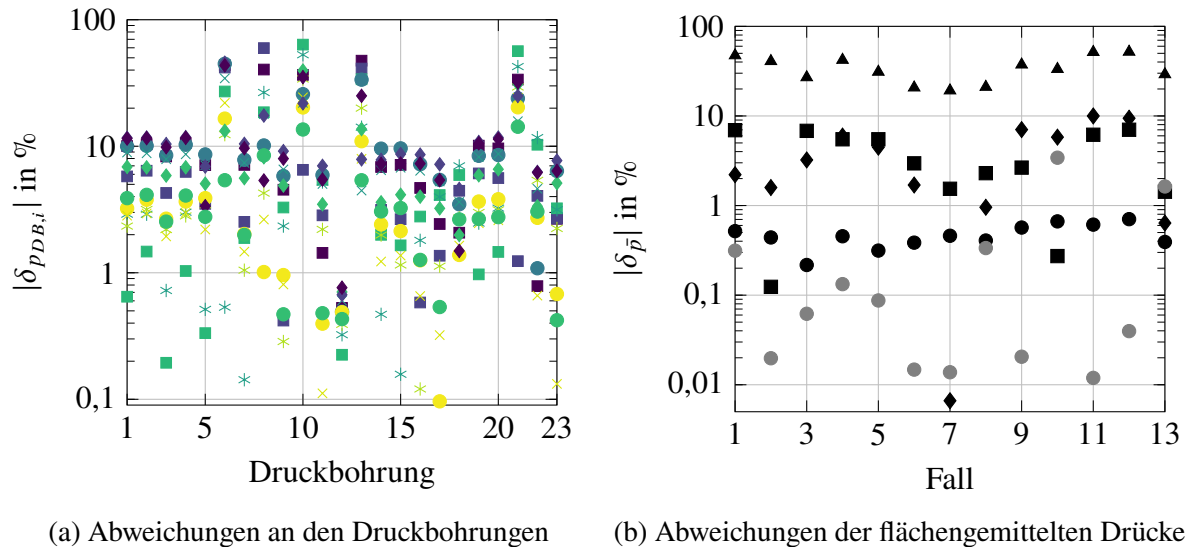 100
10
1
0,1
|δ_{pDB,i}| in %
1 5 10 15 20 23
Druckbohrung
(a) Abweichungen an den Druckbohrungen
100
10
1
0,1
0,01
|δ_{p̄}| in %
1 3 5 7 9 11 13
Fall
(b) Abweichungen der flächengemittelten Drücke